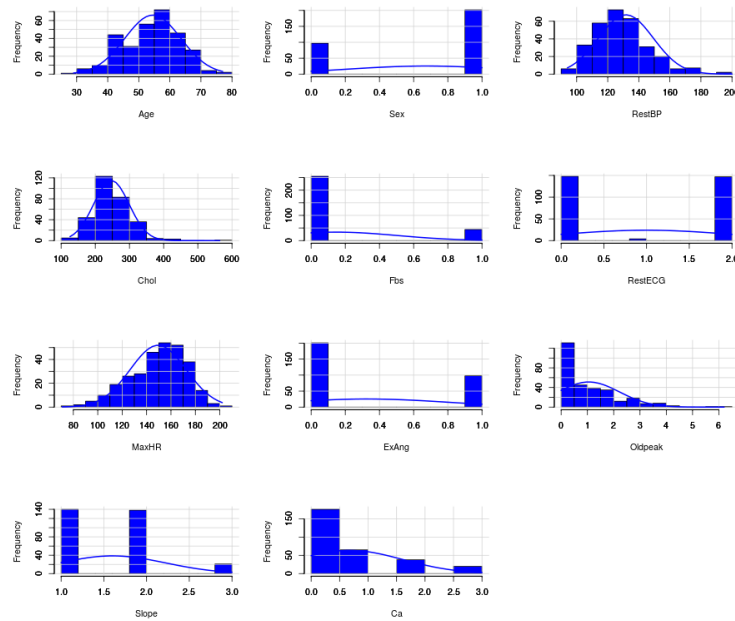 Frequency
0 20 40 60
30 40 50 60 70 80
Age
Frequency
0 50 150
0.0 0.2 0.4 0.6 0.8 1.0
Sex
Frequency
0 20 40 60
100 120 140 160 180 200
RestBP
Frequency
0 40 80 120
100 200 300 400 500 600
Chol
Frequency
0 50 100 200
0.0 0.2 0.4 0.6 0.8 1.0
Fbs
Frequency
0 50 100 150
0.0 0.5 1.0 1.5 2.0
RestECG
Frequency
0 20 40
80 100 120 140 160 180 200
MaxHR
Frequency
0 50 150
0.0 0.2 0.4 0.6 0.8 1.0
ExAng
Frequency
0 40 80
0 1 2 3 4 5 6
Oldpeak
Frequency
0 40 80 140
1.0 1.5 2.0 2.5 3.0
Slope
Frequency
0 50 150
0.0 0.5 1.0 1.5 2.0 2.5 3.0
Ca